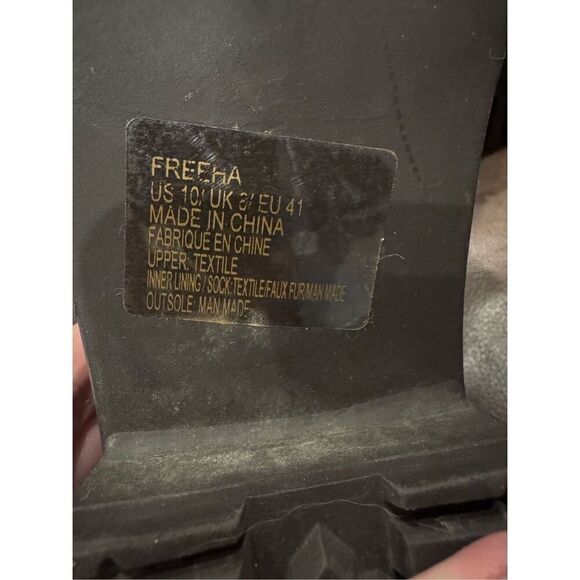 FREEHA
US 10/ UK 8/ EU 41
MADE IN CHINA
FABRIQUE EN CHINE
UPPER: TEXTILE
INNER LINING / SOCK:TEXTILE/FAUX FUR/MAN MADE
OUTSOLE: MAN MADE